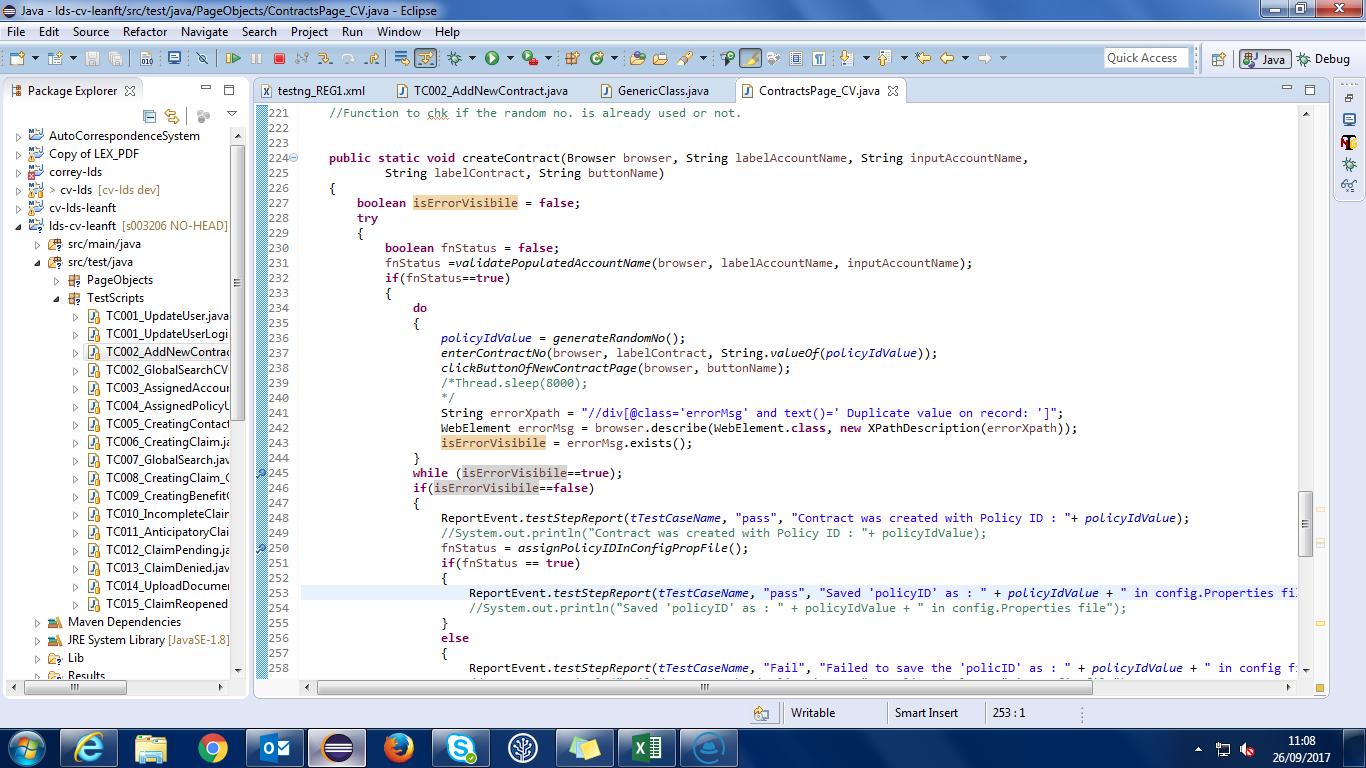 Java - lds-cv-leanft/src/test/java/PageObjects/ContractsPage_CV.java - Eclipse
File Edit Source Refactor Navigate Search Project Run Window Help
Quick Access
Java
Debug
Package Explorer
testng_REG1.xml
TC002_AddNewContract.java
GenericClass.java
ContractsPage_CV.java
AutoCorrespondenceSystem
Copy of LEX_PDF
correy-lds
> cv-lds [cv-lds dev]
cv-lds-leanft
lds-cv-leanft [s003206 NO-HEAD]
src/main/java
src/test/java
PageObjects
TestScripts
TC001_UpdateUser.java
TC001_UpdateUserLogi
TC002_AddNewContrac
TC002_GlobalSearchCV
TC003_AssignedAccour
TC004_AssignedPolicyU
TC005_CreatingContact
TC006_CreatingClaim.ja
TC007_GlobalSearch.jav
TC008_CreatingClaim_C
TC009_CreatingBenefitC
TC010_IncompleteClain
TC011_AnticipatoryClai
TC012_ClaimPending.ja
TC013_ClaimDenied.jav
TC014_UploadDocume
TC015_ClaimReopened
Maven Dependencies
JRE System Library [JavaSE-1.8]
Lib
Results
221 //Function to chk if the random no. is already used or not.
222
223
224 public static void createContract(Browser browser, String labelAccountName, String inputAccountName,
225 String labelContract, String buttonName)
226 {
227 boolean isErrorVisibile = false;
228 try
229 {
230 boolean fnStatus = false;
231 fnStatus =validatePopulatedAccountName(browser, labelAccountName, inputAccountName);
232 if(fnStatus==true)
233 {
234 do
235 {
236 policyIdValue = generateRandomNo();
237 enterContractNo(browser, labelContract, String.valueOf(policyIdValue));
238 clickButtonOfNewContractPage(browser, buttonName);
239 /*Thread.sleep(8000);
240 */
241 String errorXpath = "//div[@class='errorMsg' and text()=' Duplicate value on record: ']";
242 WebElement errorMsg = browser.describe(WebElement.class, new XPathDescription(errorXpath));
243 isErrorVisibile = errorMsg.exists();
244 }
245 while (isErrorVisibile==true);
246 if(isErrorVisibile==false)
247 {
248 ReportEvent.testStepReport(tTestCaseName, "pass", "Contract was created with Policy ID : "+ policyIdValue);
249 //System.out.println("Contract was created with Policy ID : "+ policyIdValue);
250 fnStatus = assignPolicyIDInConfigPropFile();
251 if(fnStatus == true)
252 {
253 ReportEvent.testStepReport(tTestCaseName, "pass", "Saved 'policyID' as : " + policyIdValue + " in config.Properties fil
254 //System.out.println("Saved 'policyID' as : " + policyIdValue + " in config.Properties file");
255 }
256 else
257 {
258 ReportEvent.testStepReport(tTestCaseName, "Fail", "Failed to save the 'policID' as : " + policyIdValue + " in config f
Writable
Smart Insert
253 : 1
11:08
26/09/2017